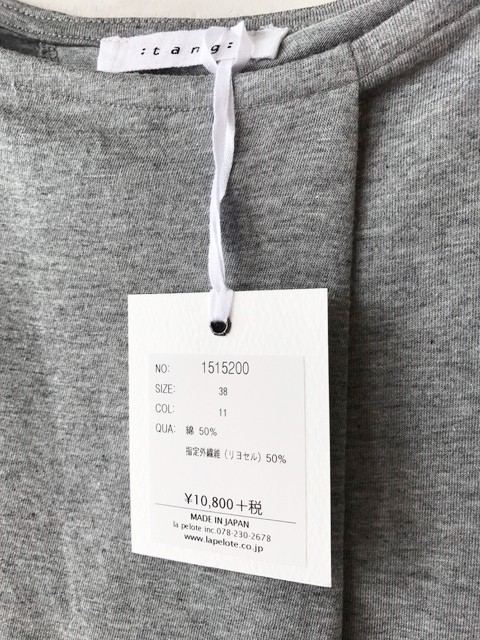 :tang:
NO: 1515200
SIZE: 38
COL: 11
QUA: 綿 50%
指定外繊維（リヨセル）50%
¥10,800+税
MADE IN JAPAN
la pelote inc.078-230-2678
www.lapelote.co.jp